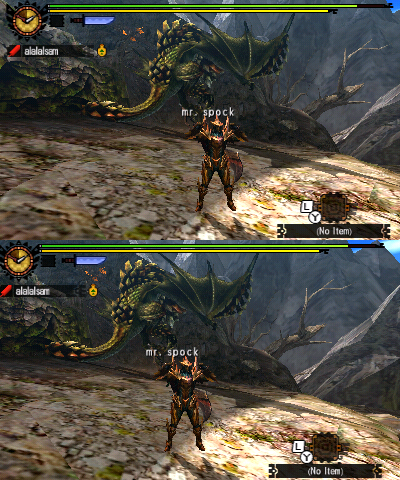 alalalsam
mr. spock
L
Y
(No Item)
alalalsam
mr. spock
L
Y
(No Item)